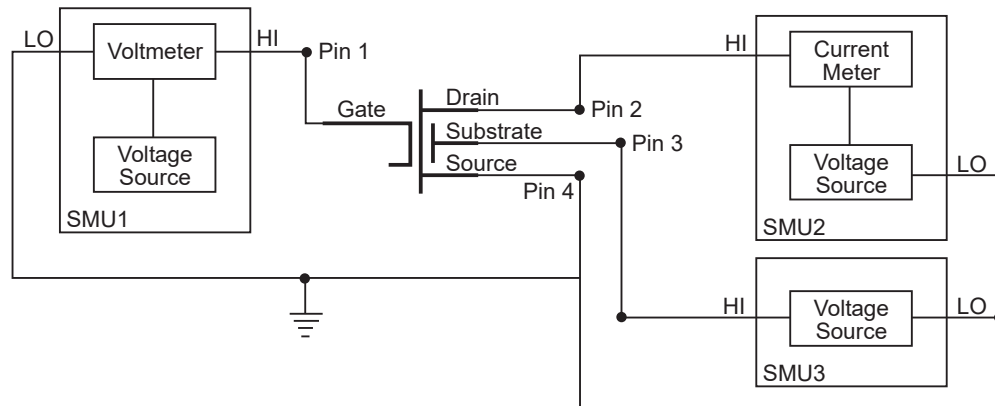 LO
Voltmeter
HI
Pin 1
Voltage
Source
SMU1
Gate
Drain
Pin 2
Substrate
Pin 3
Source
Pin 4
HI
Current
Meter
Voltage
Source
LO
SMU2
HI
Voltage
Source
LO
SMU3